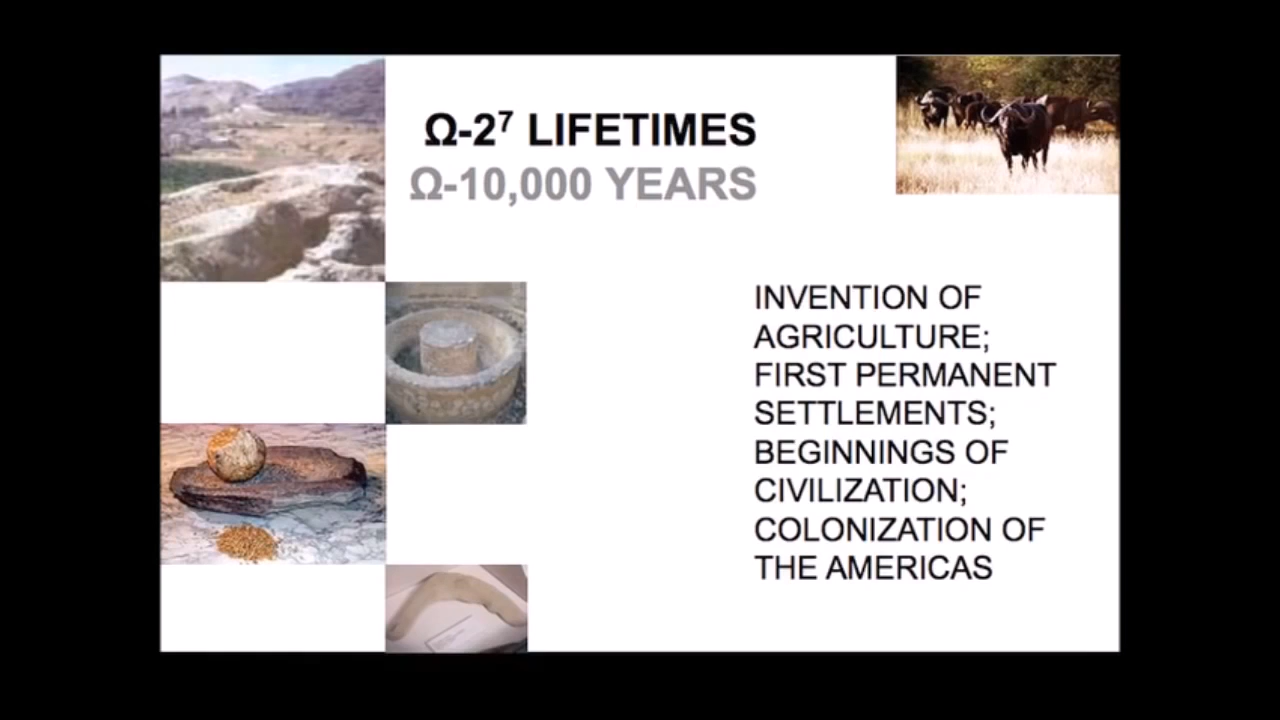 Ω-2⁷ LIFETIMES
Ω-10,000 YEARS
INVENTION OF
AGRICULTURE;
FIRST PERMANENT
SETTLEMENTS;
BEGINNINGS OF
CIVILIZATION;
COLONIZATION OF
THE AMERICAS